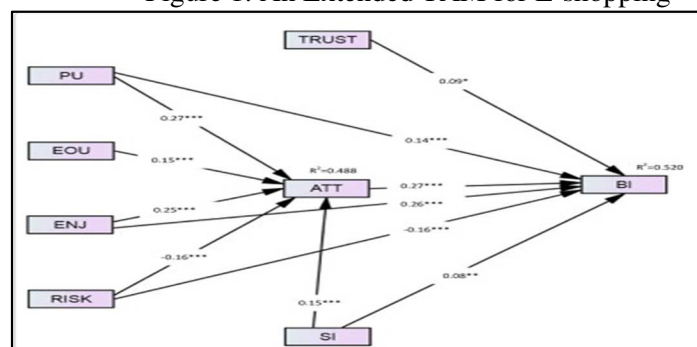 Figure 1. An Extended TAM for E-shopping
TRUST
PU
0.09*
0.27***
0.14***
EOU
0.15***
R²=0.488
R²=0.520
ATT
0.27***
BI
0.26***
ENJ
0.25***
-0.16***
-0.16***
RISK
0.15***
0.08**
SI